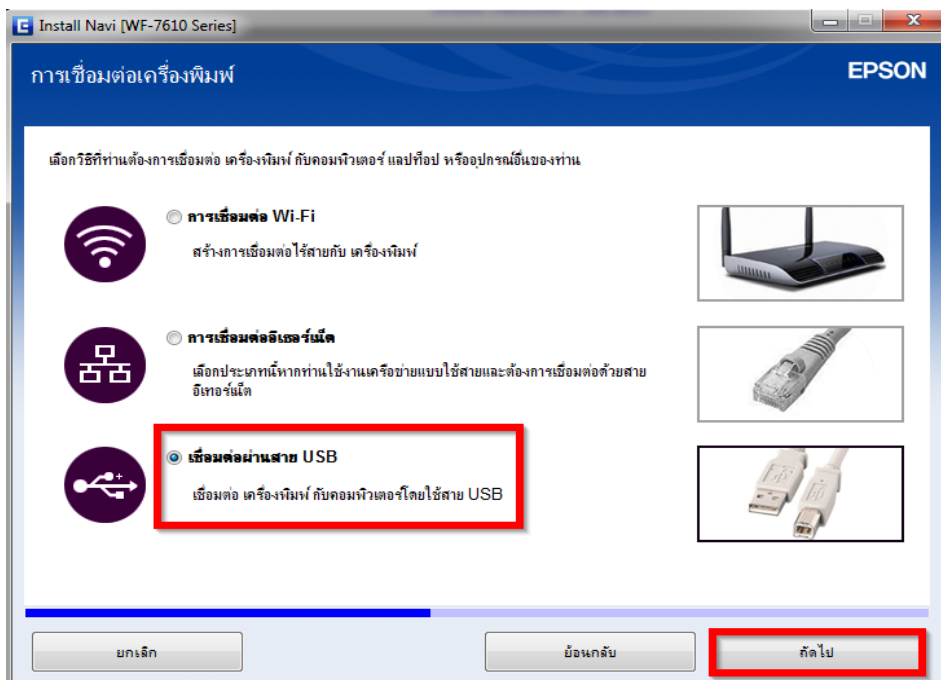 Install Navi [WF-7610 Series]
การเชื่อมต่อเครื่องพิมพ์
EPSON
เลือกวิธีที่ท่านต้องการเชื่อมต่อ เครื่องพิมพ์ กับคอมพิวเตอร์ แลปท็อป หรืออุปกรณ์อื่นของท่าน
การเชื่อมต่อ Wi-Fi
สร้างการเชื่อมต่อไร้สายกับ เครื่องพิมพ์
การเชื่อมต่ออีเธอร์เน็ต
เลือกประเภทนี้หากท่านใช้งานเครือข่ายแบบใช้สายและต้องการเชื่อมต่อด้วยสาย
อีเทอร์เน็ต
เชื่อมต่อผ่านสาย USB
เชื่อมต่อ เครื่องพิมพ์ กับคอมพิวเตอร์โดยใช้สาย USB
ยกเลิก
ย้อนกลับ
ถัดไป